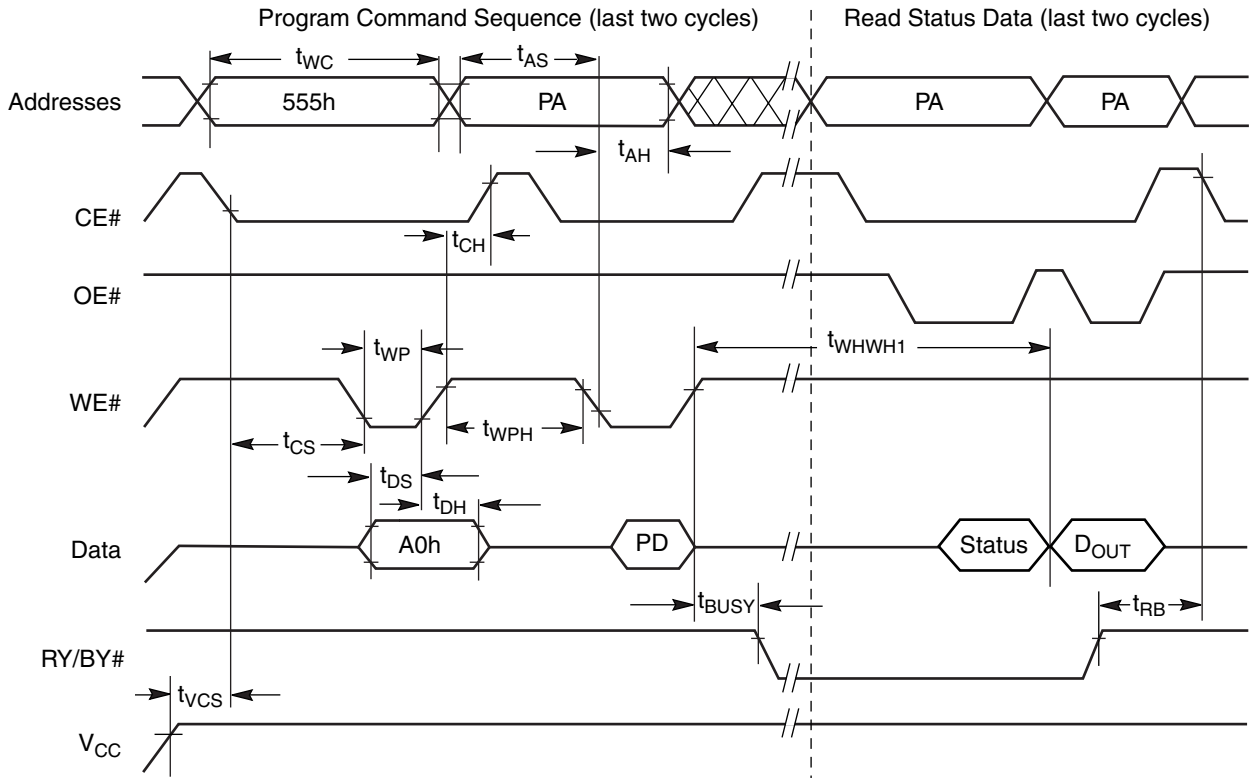 Program Command Sequence (last two cycles)
Read Status Data (last two cycles)
tWC
tAS
Addresses
555h
PA
PA
PA
tAH
CE#
tCH
OE#
tWP
tWHWH1
WE#
tCS
tWPH
tDS
tDH
Data
A0h
PD
Status
DOUT
tBUSY
tRB
RY/BY#
tVCS
VCC